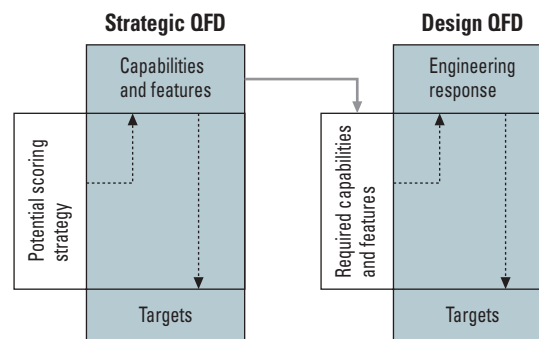 Strategic QFD
Capabilities
and features
Potential scoring
strategy
Targets
Design QFD
Engineering
response
Required capabilities
and features
Targets